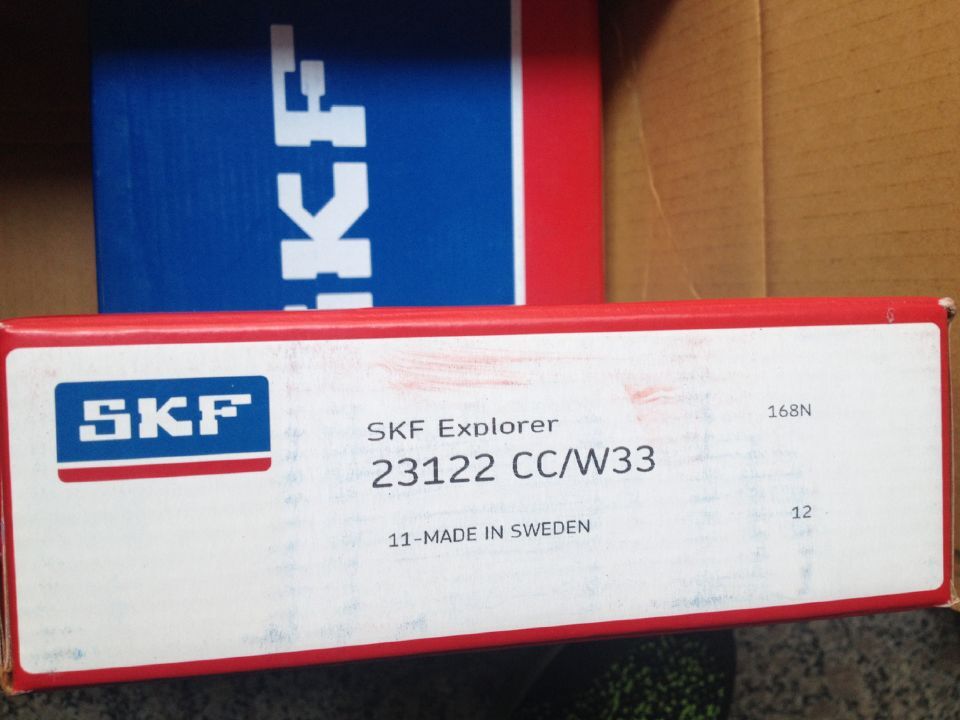 SKF
SKF
SKF Explorer
168N
23122 CC/W33
11-MADE IN SWEDEN
12